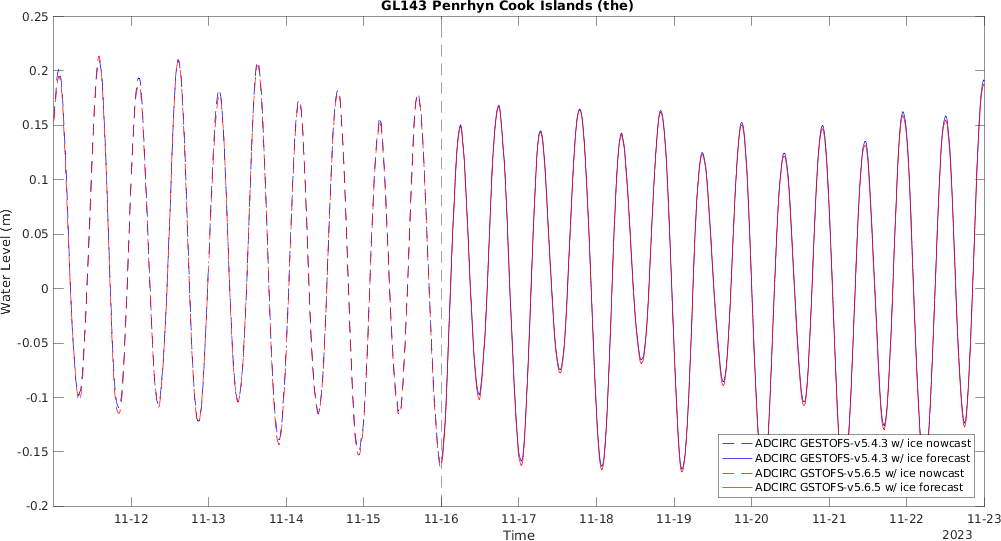 GL143 Penrhyn Cook Islands (the)
0.25
0.2
0.15
0.1
0.05
0
-0.05
-0.1
-0.15
-0.2
Water Level (m)
ADCIRC GESTOFS-v5.4.3 w/ ice nowcast
ADCIRC GESTOFS-v5.4.3 w/ ice forecast
ADCIRC GSTOFS-v5.6.5 w/ ice nowcast
ADCIRC GSTOFS-v5.6.5 w/ ice forecast
11-12 11-13 11-14 11-15 11-16 11-17 11-18 11-19 11-20 11-21 11-22 11-23
Time
2023